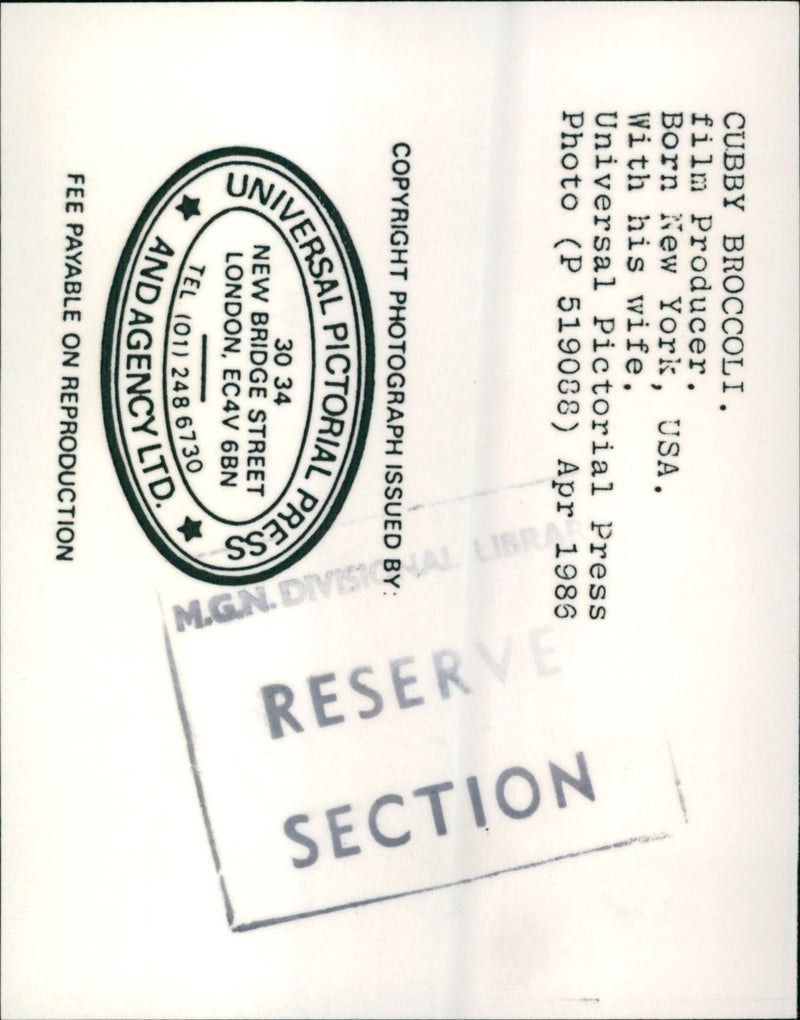 CUBBY BROCCOLI.
film Producer.
Born New York, USA.
With his wife.
Universal Pictorial Press
Photo (P 519088) Apr 1986
COPYRIGHT PHOTOGRAPH ISSUED BY:
UNIVERSAL PICTORIAL PRESS
30 34
NEW BRIDGE STREET
LONDON, EC4V 6BN
TEL (01) 248 6730
★ AND AGENCY LTD. ★
FEE PAYABLE ON REPRODUCTION
M.G.N. DIVISIONAL LIBRARY
RESERVE
SECTION